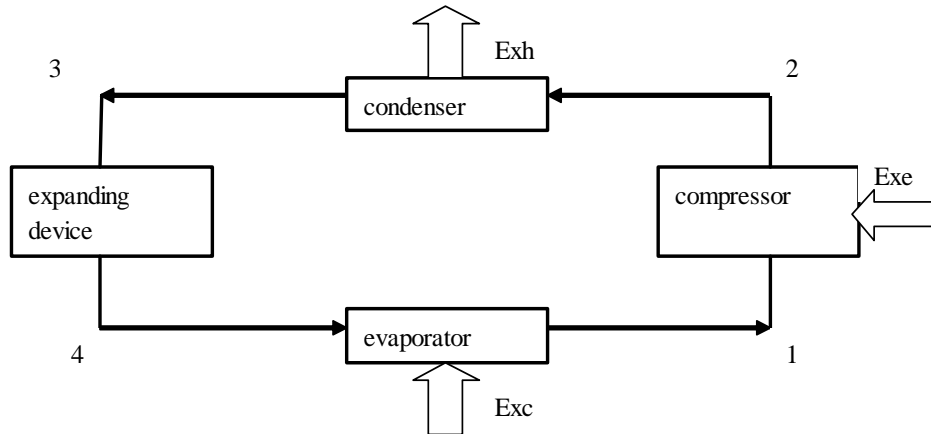 Exh
3
2
condenser
Exe
expanding
device
compressor
evaporator
4
1
Exc